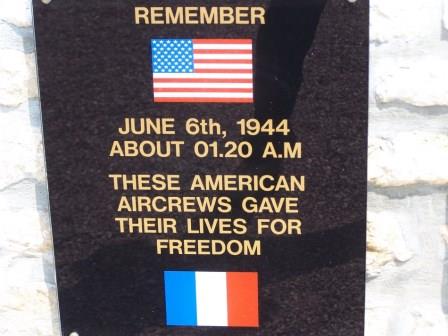 REMEMBER
JUNE 6th, 1944
ABOUT 01.20 A.M
THESE AMERICAN
AIRCREWS GAVE
THEIR LIVES FOR
FREEDOM